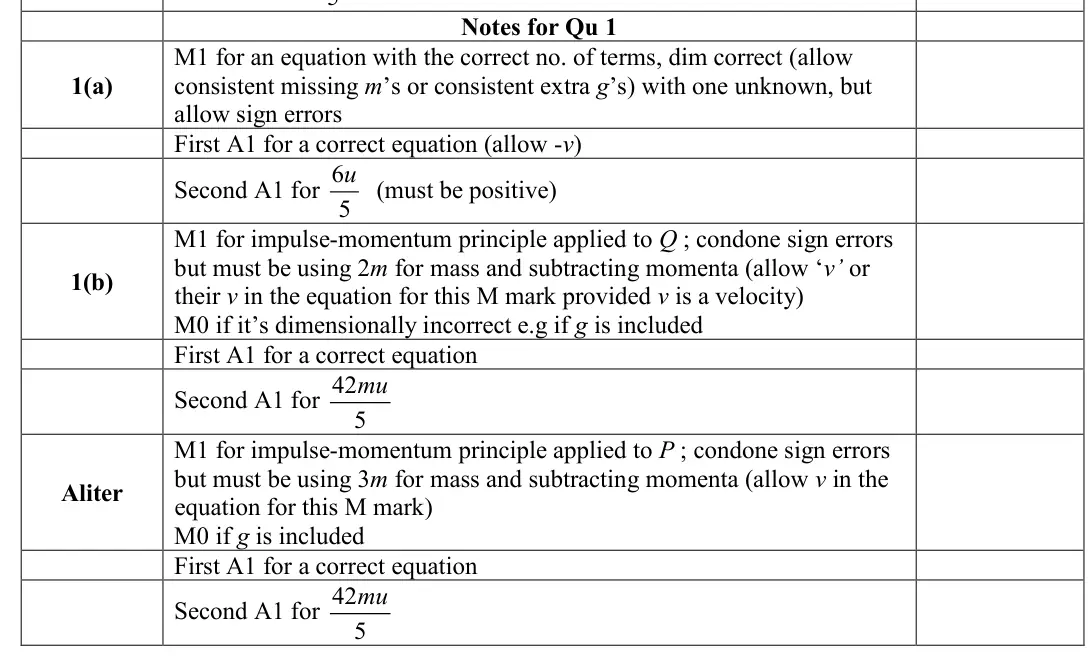 Notes for Qu 1
1(a)
M1 for an equation with the correct no. of terms, dim correct (allow
consistent missing m’s or consistent extra g’s) with one unknown, but
allow sign errors
First A1 for a correct equation (allow -v)
Second A1 for 6u/5 (must be positive)
1(b)
M1 for impulse-momentum principle applied to Q ; condone sign errors
but must be using 2m for mass and subtracting momenta (allow ‘v’ or
their v in the equation for this M mark provided v is a velocity)
M0 if it’s dimensionally incorrect e.g if g is included
First A1 for a correct equation
Second A1 for 42mu/5
Aliter
M1 for impulse-momentum principle applied to P ; condone sign errors
but must be using 3m for mass and subtracting momenta (allow v in the
equation for this M mark)
M0 if g is included
First A1 for a correct equation
Second A1 for 42mu/5